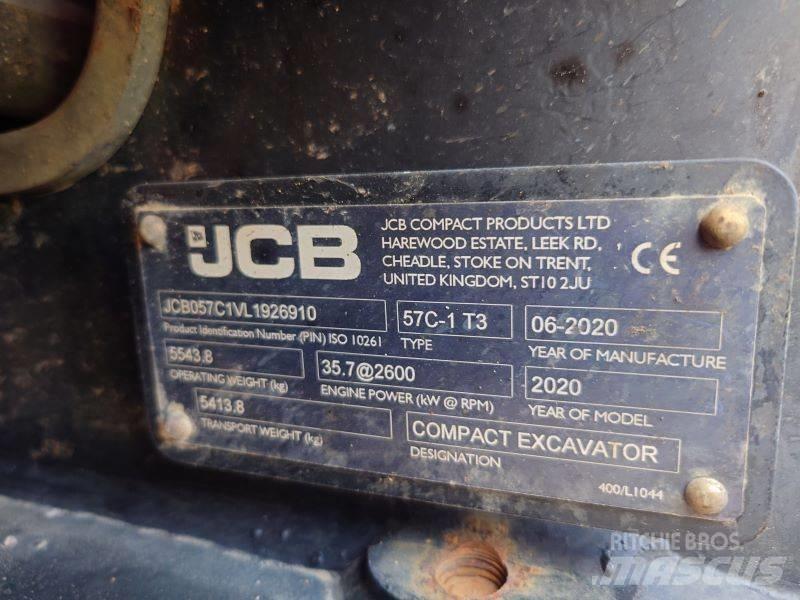 JCB
JCB COMPACT PRODUCTS LTD
HAREWOOD ESTATE, LEEK RD,
CHEADLE, STOKE ON TRENT,
UNITED KINGDOM, ST10 2JU
CE
JCB057C1VL1926910
Product Identification Number (PIN) ISO 10261
57C-1 T3
TYPE
06-2020
YEAR OF MANUFACTURE
5543.8
OPERATING WEIGHT (kg)
35.7@2600
ENGINE POWER (kW @ RPM)
2020
YEAR OF MODEL
5413.8
TRANSPORT WEIGHT (kg)
COMPACT EXCAVATOR
DESIGNATION
400/L1044
RITCHIE BROS.
MASCUS